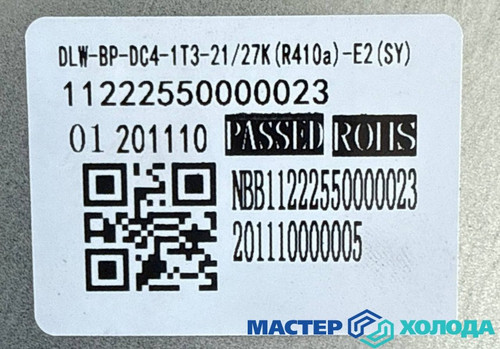 DLW-BP-DC4-1T3-21/27K(R410a)-E2(SY)
11222550000023
01 201110 PASSED ROHS
NBB11222550000023
201110000005
МАСТЕР ХОЛОДА